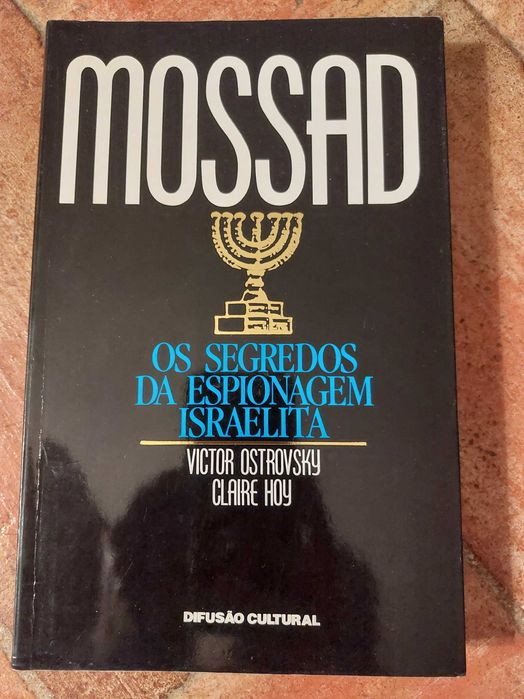 MOSSAD
OS SEGREDOS
DA ESPIONAGEM
ISRAELITA
VICTOR OSTROVSKY
CLAIRE HOY
DIFUSÃO CULTURAL